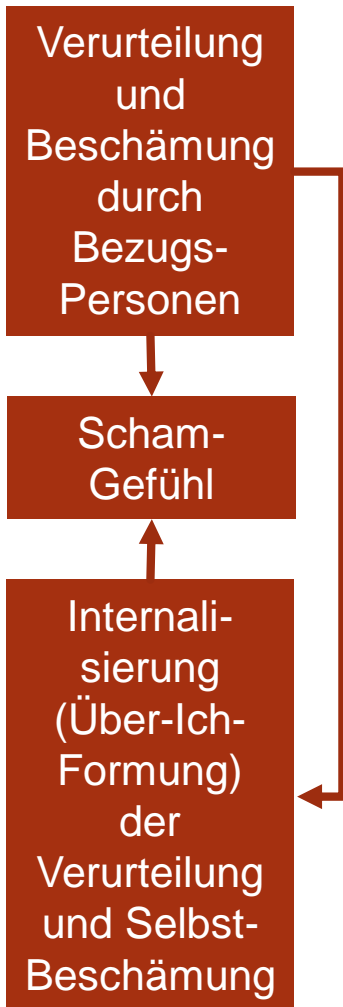 Verurteilung
und
Beschämung
durch
Bezugs-
Personen
Scham-
Gefühl
Internali-
sierung
(Über-Ich-
Formung)
der
Verurteilung
und Selbst-
Beschämung